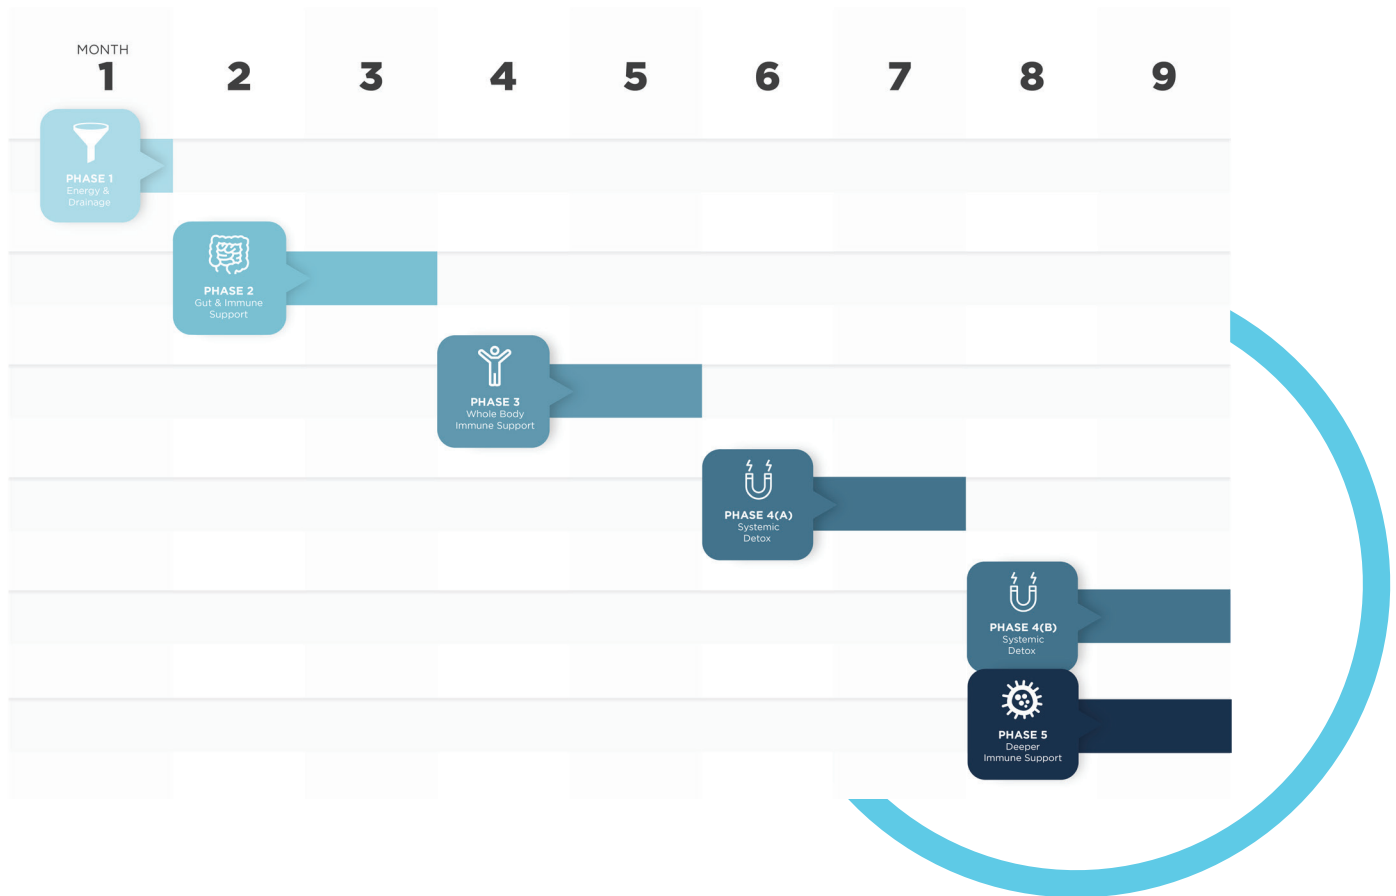 MONTH
1 2 3 4 5 6 7 8 9
PHASE 1
Energy &
Drainage
PHASE 2
Gut & Immune
Support
PHASE 3
Whole Body
Immune Support
PHASE 4(A)
Systemic
Detox
PHASE 4(B)
Systemic
Detox
PHASE 5
Deeper
Immune Support